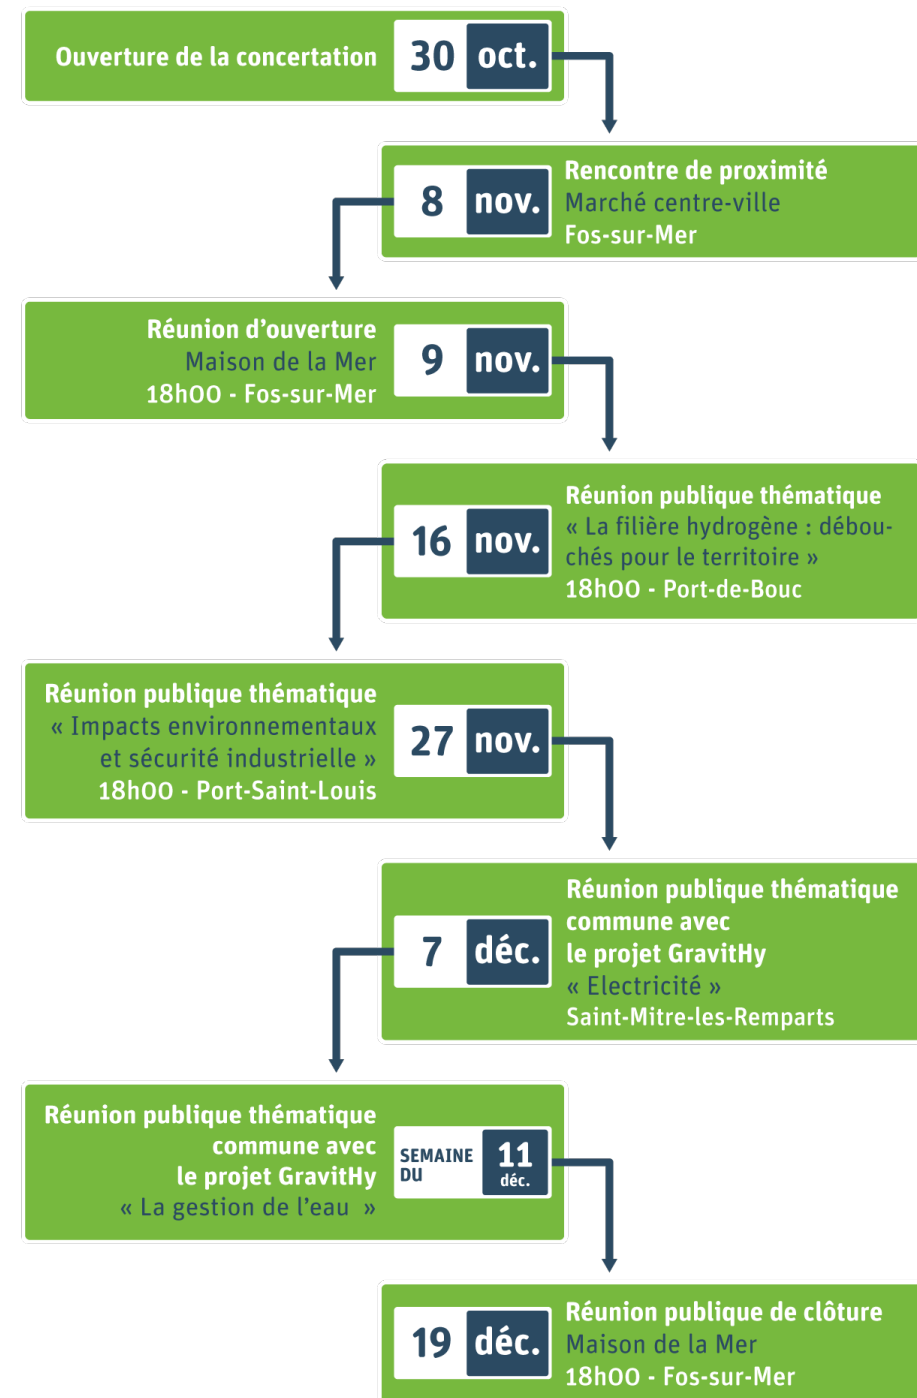 Ouverture de la concertation
30 oct.
8 nov.
Rencontre de proximité
Marché centre-ville
Fos-sur-Mer
Réunion d’ouverture
Maison de la Mer
18h00 - Fos-sur-Mer
9 nov.
16 nov.
Réunion publique thématique
« La filière hydrogène : débou-
chés pour le territoire »
18h00 - Port-de-Bouc
Réunion publique thématique
« Impacts environnementaux
et sécurité industrielle »
18h00 - Port-Saint-Louis
27 nov.
7 déc.
Réunion publique thématique
commune avec
le projet GravitHy
« Electricité »
Saint-Mitre-les-Remparts
Réunion publique thématique
commune avec
le projet GravitHy
« La gestion de l’eau  »
SEMAINE
DU
11
déc.
19 déc.
Réunion publique de clôture
Maison de la Mer
18h00 - Fos-sur-Mer